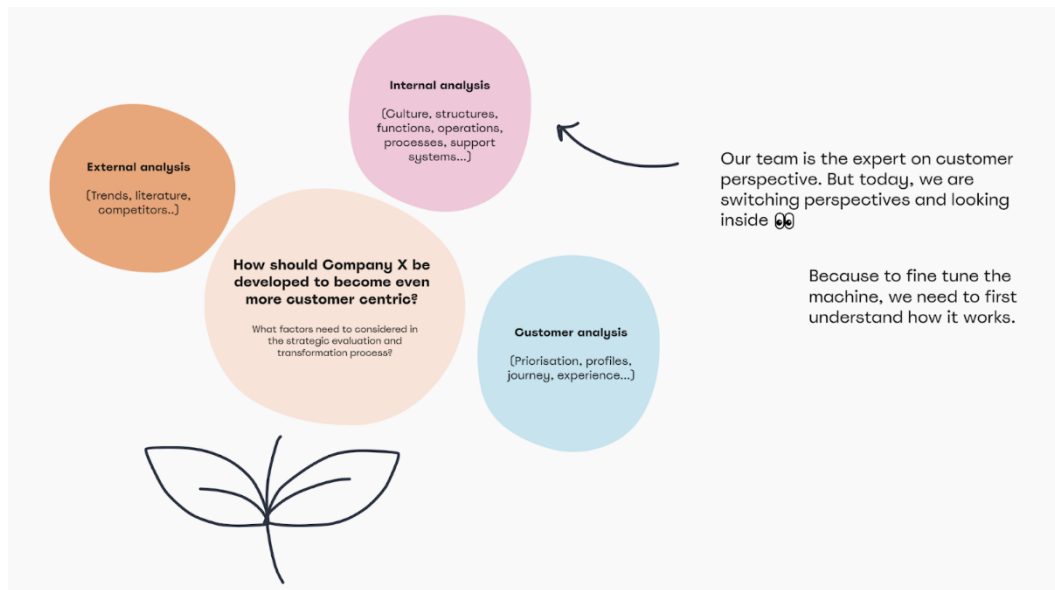 Internal analysis
(Culture, structures,
functions, operations,
processes, support
systems...)
External analysis
(Trends, literature,
competitors..)
How should Company X be
developed to become even
more customer centric?
What factors need to considered in
the strategic evaluation and
transformation process?
Customer analysis
(Priorisation, profiles,
journey, experience...)
Our team is the expert on customer
perspective. But today, we are
switching perspectives and looking
inside 👀
Because to fine tune the
machine, we need to first
understand how it works.